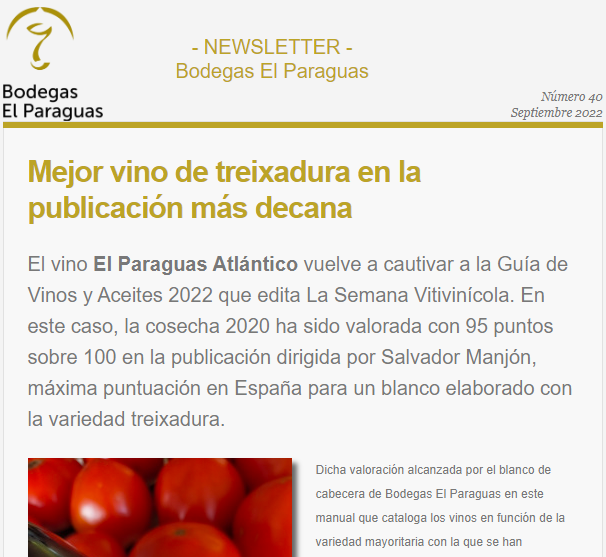 - NEWSLETTER -
Bodegas El Paraguas
Bodegas
El Paraguas
Número 40
Septiembre 2022
Mejor vino de treixadura en la
publicación más decana
El vino El Paraguas Atlántico vuelve a cautivar a la Guía de
Vinos y Aceites 2022 que edita La Semana Vitivinícola. En
este caso, la cosecha 2020 ha sido valorada con 95 puntos
sobre 100 en la publicación dirigida por Salvador Manjón,
máxima puntuación en España para un blanco elaborado con
la variedad treixadura.
Dicha valoración alcanzada por el blanco de
cabecera de Bodegas El Paraguas en este
manual que cataloga los vinos en función de la
variedad mayoritaria con la que se han